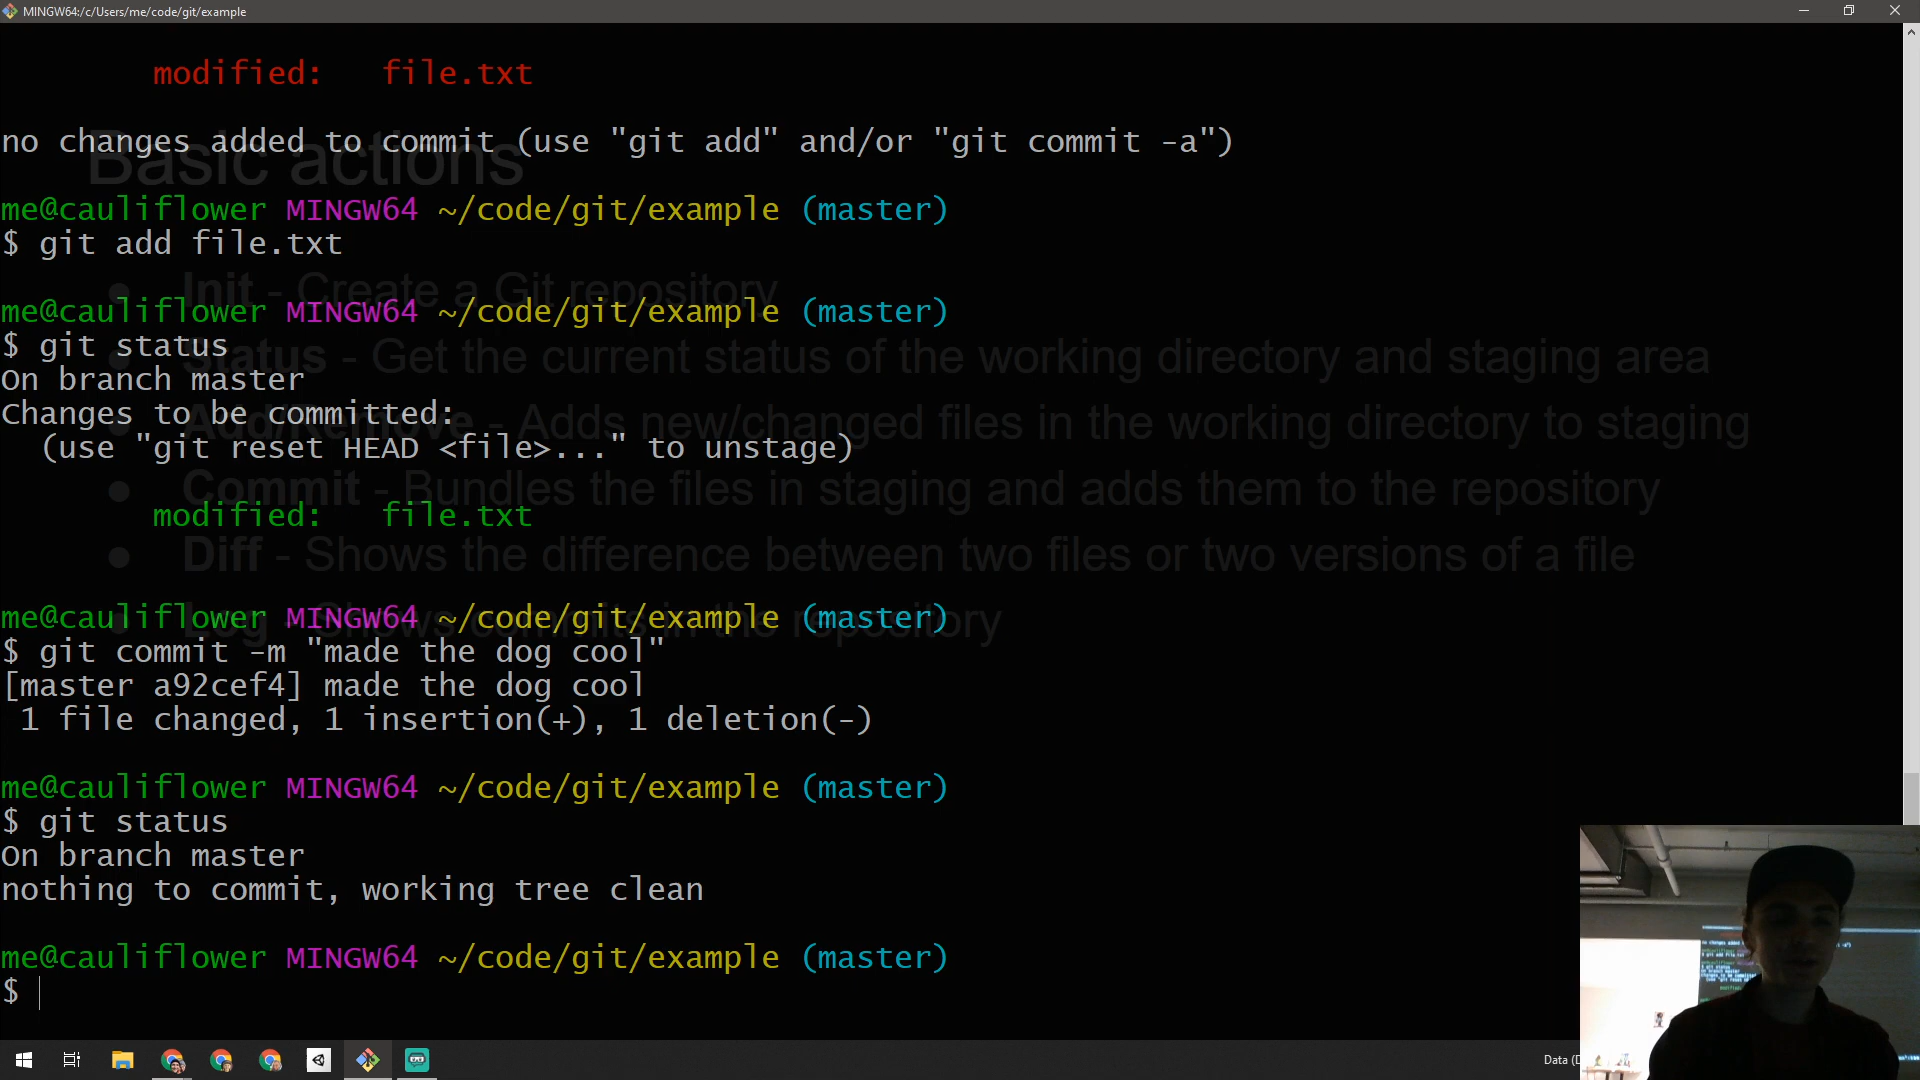 MINGW64:/c/Users/me/code/git/example
modified:   file.txt
no changes added to commit (use "git add" and/or "git commit -a")
Basic actions
me@cauliflower MINGW64 ~/code/git/example (master)
$ git add file.txt
Init - Create a Git repository
me@cauliflower MINGW64 ~/code/git/example (master)
$ git status
Status - Get the current status of the working directory and staging area
On branch master
Changes to be committed:
Add/Remove - Adds new/changed files in the working directory to staging
(use "git reset HEAD <file>..." to unstage)
Commit - Bundles the files in staging and adds them to the repository
modified:   file.txt
Diff - Shows the difference between two files or two versions of a file
me@cauliflower MINGW64 ~/code/git/example (master)
Log - Shows commits in the repository
$ git commit -m "made the dog cool"
[master a92cef4] made the dog cool
1 file changed, 1 insertion(+), 1 deletion(-)
me@cauliflower MINGW64 ~/code/git/example (master)
$ git status
On branch master
nothing to commit, working tree clean
me@cauliflower MINGW64 ~/code/git/example (master)
$
Data